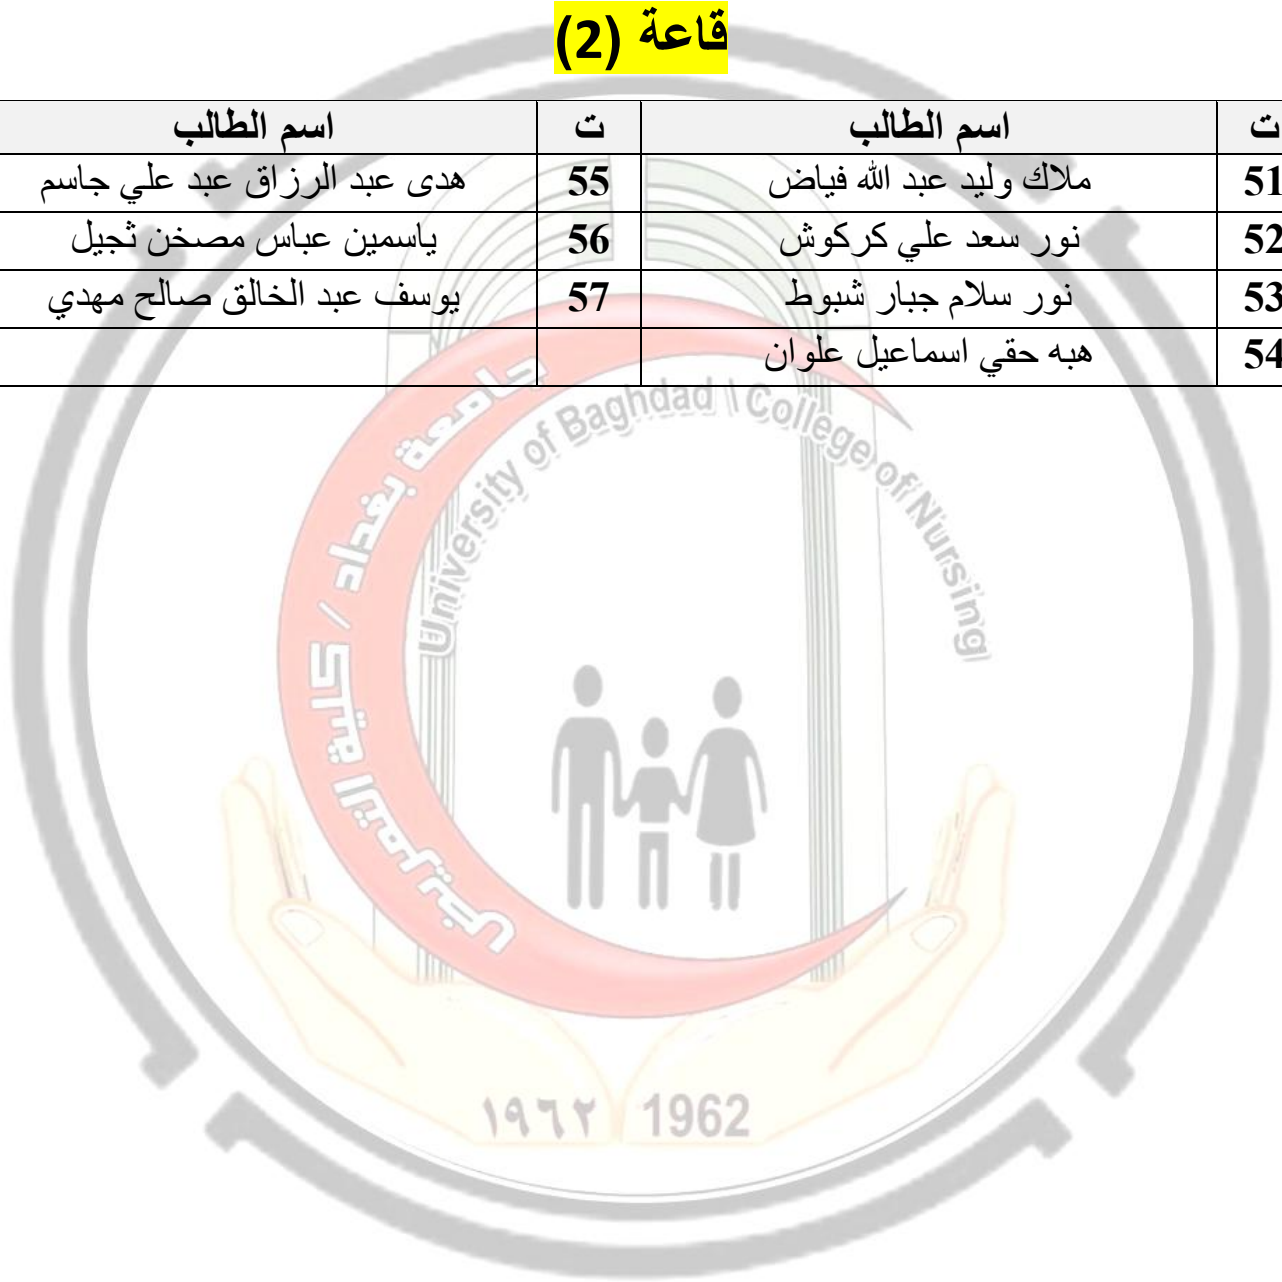 قاعة (2)
ت اسم الطالب ت اسم الطالب
51 ملاك وليد عبد الله فياض 55 هدى عبد الرزاق عبد علي جاسم
52 نور سعد علي كركوش 56 ياسمين عباس مصخن ثجيل
53 نور سلام جبار شبوط 57 يوسف عبد الخالق صالح مهدي
54 هبه حقي اسماعيل علوان
جامعة بغداد / كلية التمريض
University of Baghdad \ College of Nursing
١٩٦٢ 1962